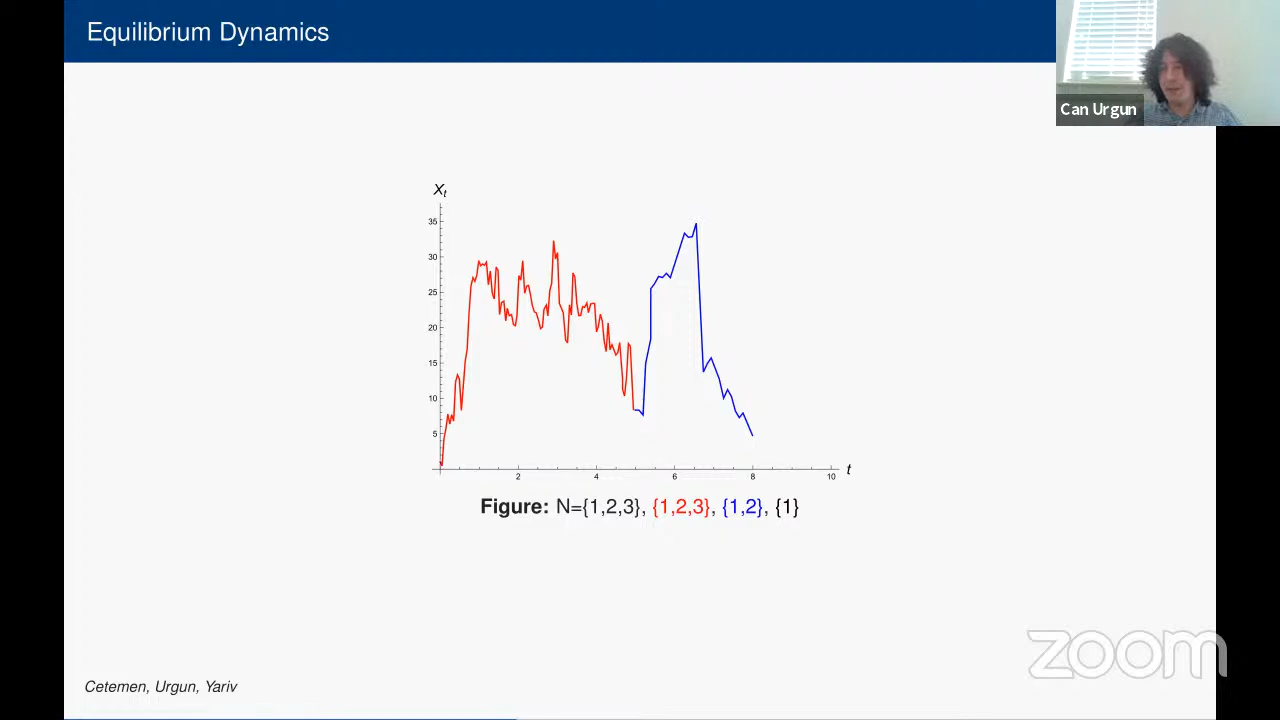 Equilibrium Dynamics
Can Urgun
Xt
35
30
25
20
15
10
5
2
4
6
8
10
t
Figure: N={1,2,3}, {1,2,3}, {1,2}, {1}
zoom
Cetemen, Urgun, Yariv